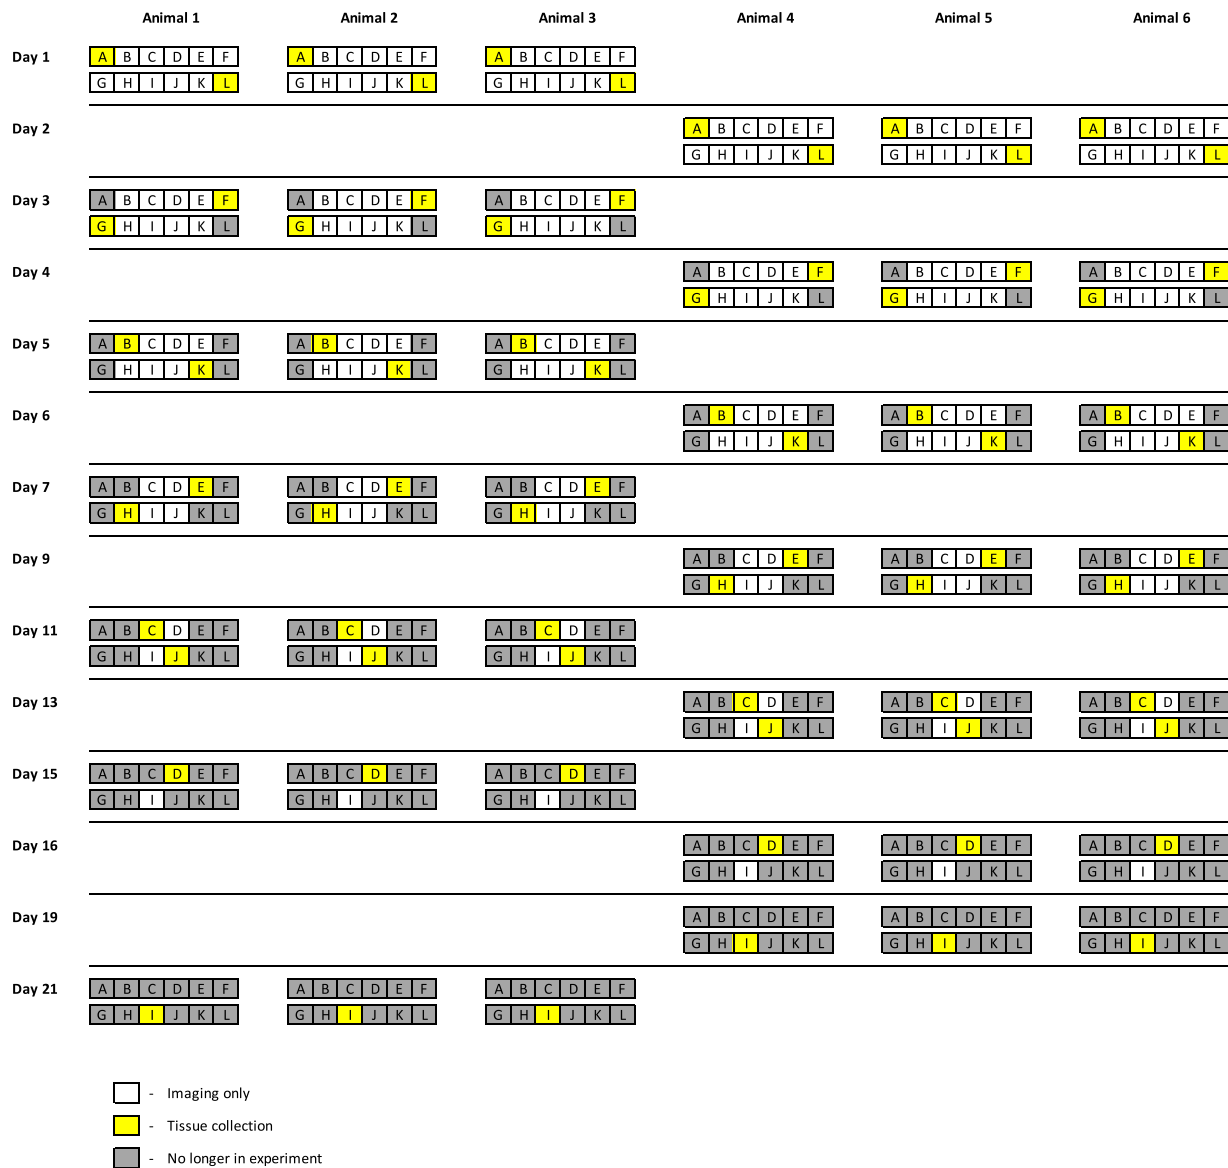 Animal 1 Animal 2 Animal 3 Animal 4 Animal 5 Animal 6
Day 1 A B C D E F A B C D E F A B C D E F
G H I J K L G H I J K L G H I J K L
Day 2 A B C D E F A B C D E F A B C D E F
G H I J K L G H I J K L G H I J K L
Day 3 A B C D E F A B C D E F A B C D E F
G H I J K L G H I J K L G H I J K L
Day 4 A B C D E F A B C D E F A B C D E F
G H I J K L G H I J K L G H I J K L
Day 5 A B C D E F A B C D E F A B C D E F
G H I J K L G H I J K L G H I J K L
Day 6 A B C D E F A B C D E F A B C D E F
G H I J K L G H I J K L G H I J K L
Day 7 A B C D E F A B C D E F A B C D E F
G H I J K L G H I J K L G H I J K L
Day 9 A B C D E F A B C D E F A B C D E F
G H I J K L G H I J K L G H I J K L
Day 11 A B C D E F A B C D E F A B C D E F
G H I J K L G H I J K L G H I J K L
Day 13 A B C D E F A B C D E F A B C D E F
G H I J K L G H I J K L G H I J K L
Day 15 A B C D E F A B C D E F A B C D E F
G H I J K L G H I J K L G H I J K L
Day 16 A B C D E F A B C D E F A B C D E F
G H I J K L G H I J K L G H I J K L
Day 19 A B C D E F A B C D E F A B C D E F
G H I J K L G H I J K L G H I J K L
Day 21 A B C D E F A B C D E F A B C D E F
G H I J K L G H I J K L G H I J K L
- Imaging only
- Tissue collection
- No longer in experiment